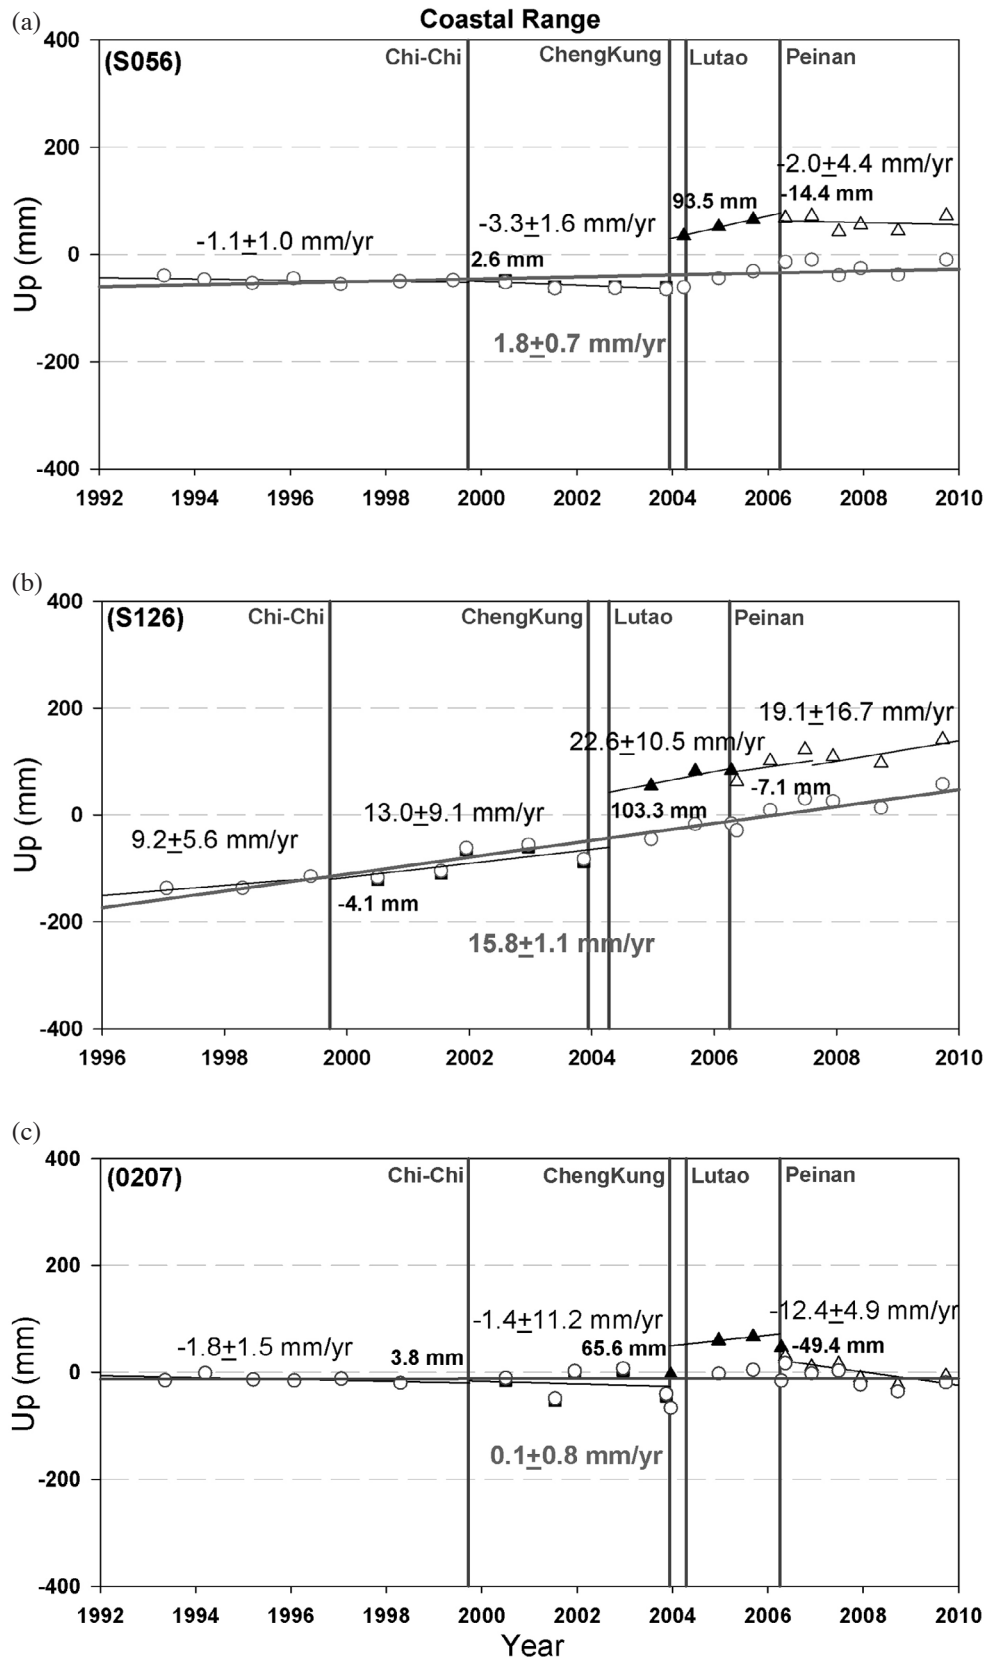 (a)
Coastal Range
400
(S056)
Chi-Chi
ChengKung
Lutao
Peinan
200
-2.0±4.4 mm/yr
-14.4 mm
93.5 mm
-3.3±1.6 mm/yr
-1.1±1.0 mm/yr
2.6 mm
0
Up (mm)
1.8±0.7 mm/yr
-200
-400
1992 1994 1996 1998 2000 2002 2004 2006 2008 2010
(b)
400
(S126)
Chi-Chi
ChengKung
Lutao
Peinan
200
19.1±16.7 mm/yr
22.6±10.5 mm/yr
-7.1 mm
103.3 mm
13.0±9.1 mm/yr
0
9.2±5.6 mm/yr
Up (mm)
-4.1 mm
-200
15.8±1.1 mm/yr
-400
1996 1998 2000 2002 2004 2006 2008 2010
(c)
400
(0207)
Chi-Chi
ChengKung
Lutao
Peinan
200
-12.4±4.9 mm/yr
-1.4±11.2 mm/yr
-49.4 mm
65.6 mm
-1.8±1.5 mm/yr
3.8 mm
0
Up (mm)
0.1±0.8 mm/yr
-200
-400
1992 1994 1996 1998 2000 2002 2004 2006 2008 2010
Year